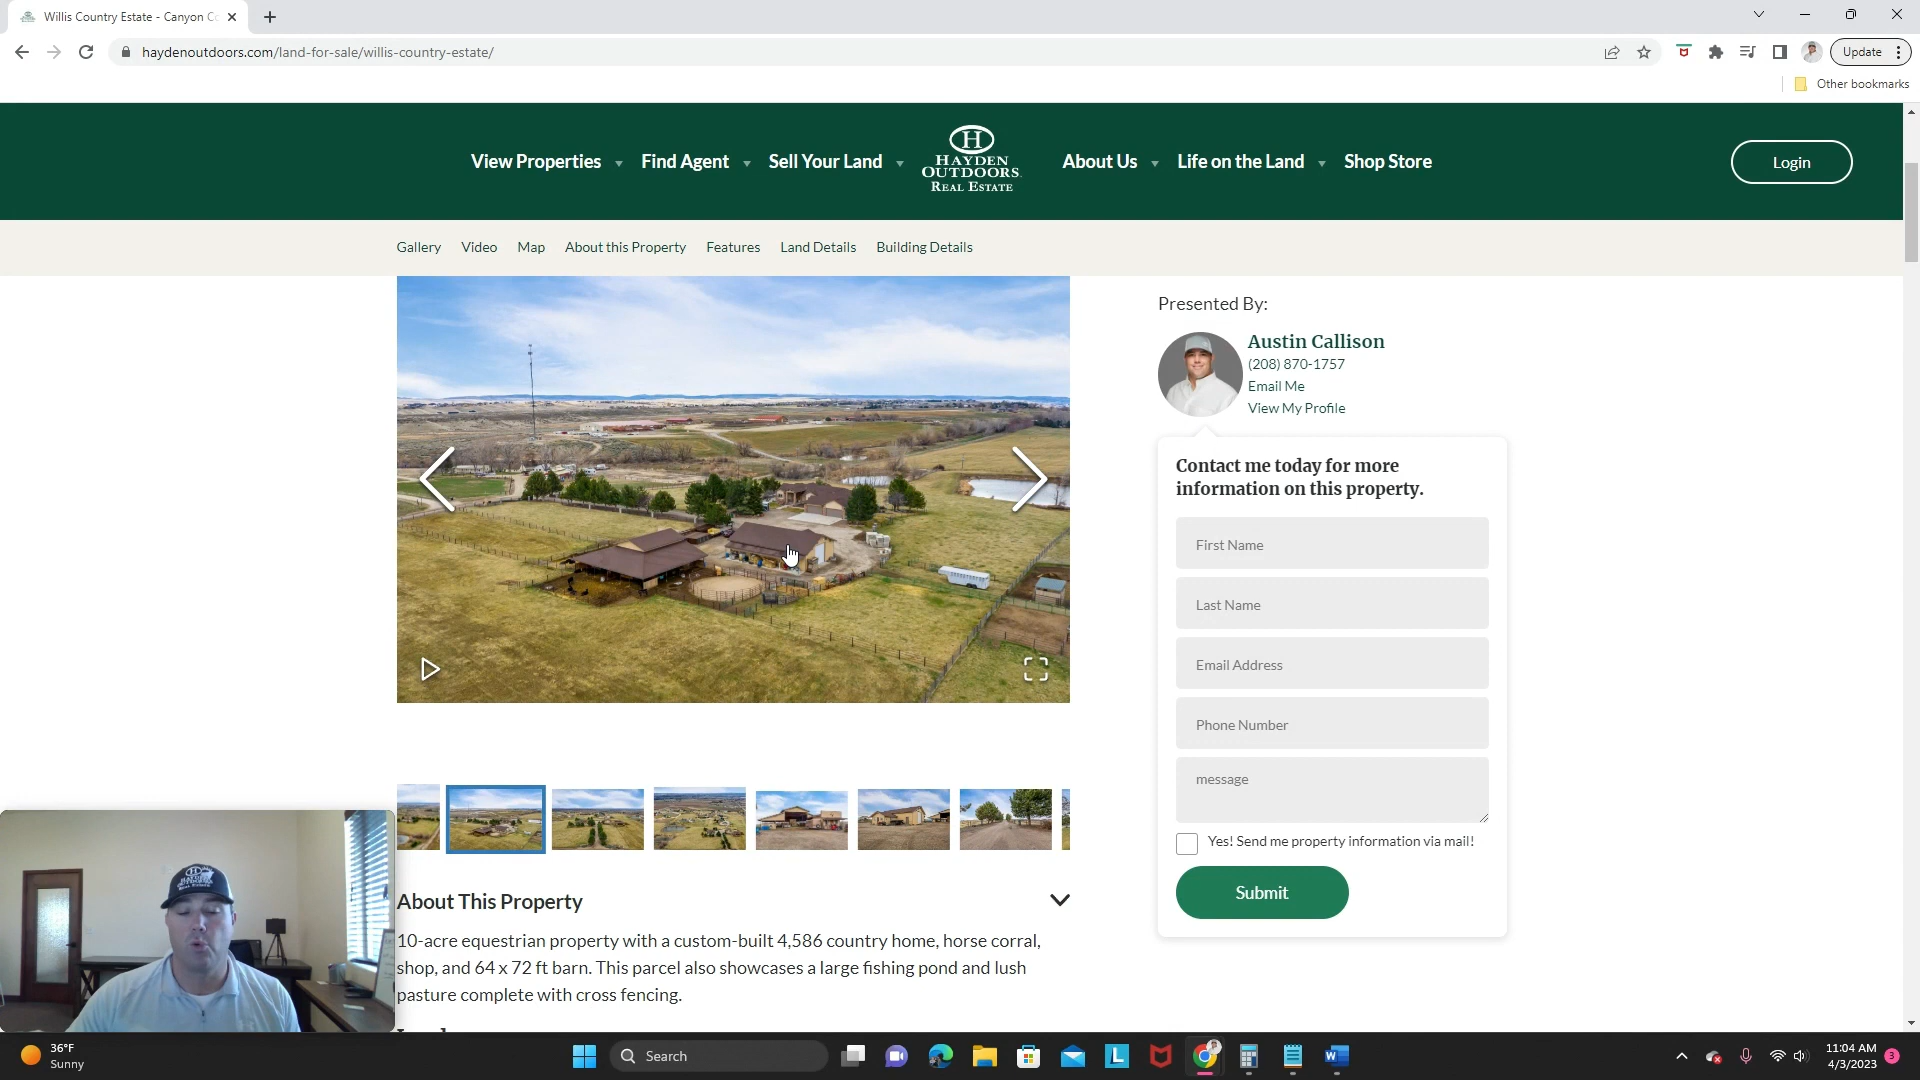 Willis Country Estate - Canyon Co
haydenoutdoors.com/land-for-sale/willis-country-estate/
Update
Other bookmarks
View Properties
Find Agent
Sell Your Land
H
HAYDEN
OUTDOORS
REAL ESTATE
About Us
Life on the Land
Shop Store
Login
Gallery
Video
Map
About this Property
Features
Land Details
Building Details
Presented By:
Austin Callison
(208) 870-1757
Email Me
View My Profile
Contact me today for more
information on this property.
First Name
Last Name
Email Address
Phone Number
message
Yes! Send me property information via mail!
Submit
About This Property
10-acre equestrian property with a custom-built 4,586 country home, horse corral,
shop, and 64 x 72 ft barn. This parcel also showcases a large fishing pond and lush
pasture complete with cross fencing.
HAYDEN
OUTDOORS
36°F
Sunny
Search
L
W
11:04 AM
4/3/2023
3